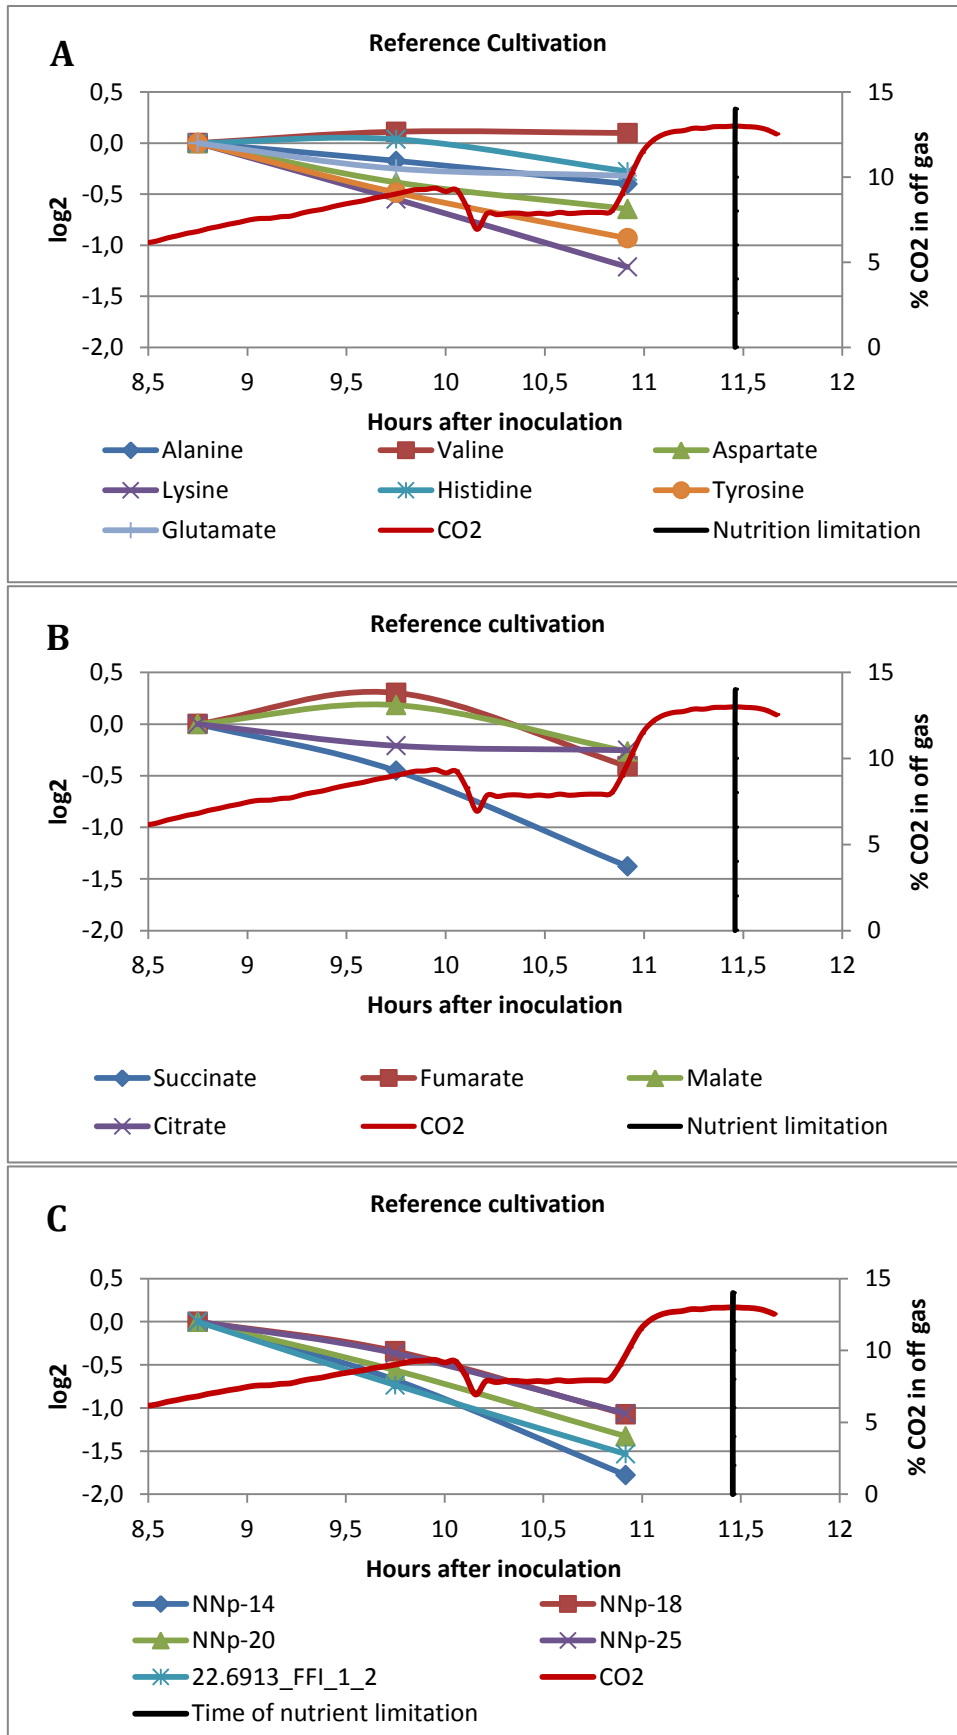 A
Reference Cultivation
0,5
0,0
-0,5
-1,0
-1,5
-2,0
log2
15
10
5
0
% CO2 in off gas
8,5 9 9,5 10 10,5 11 11,5 12
Hours after inoculation
Alanine Valine Aspartate
Lysine Histidine Tyrosine
Glutamate CO2 Nutrition limitation
B
Reference cultivation
0,5
0,0
-0,5
-1,0
-1,5
-2,0
log2
15
10
5
0
% CO2 in off gas
8,5 9 9,5 10 10,5 11 11,5 12
Hours after inoculation
Succinate Fumarate Malate
Citrate CO2 Nutrient limitation
C
Reference cultivation
0,5
0,0
-0,5
-1,0
-1,5
-2,0
log2
15
10
5
0
% CO2 in off gas
8,5 9 9,5 10 10,5 11 11,5 12
Hours after inoculation
NNp-14 NNp-18
NNp-20 NNp-25
22.6913_FFI_1_2 CO2
Time of nutrient limitation